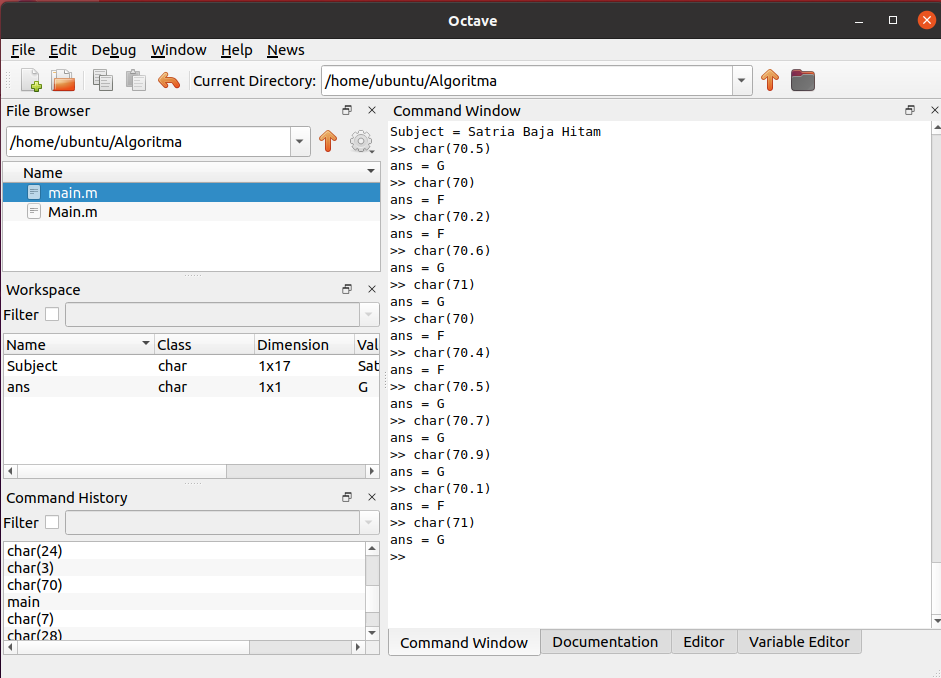 Octave
File Edit Debug Window Help News
Current Directory: /home/ubuntu/Algoritma
File Browser
/home/ubuntu/Algoritma
Name
main.m
Main.m
Workspace
Filter
Name Class Dimension Val
Subject char 1x17 Sat
ans char 1x1 G
Command History
Filter
char(24)
char(3)
char(70)
main
char(7)
char(28)
Command Window
Subject = Satria Baja Hitam
>> char(70.5)
ans = G
>> char(70)
ans = F
>> char(70.2)
ans = F
>> char(70.6)
ans = G
>> char(71)
ans = G
>> char(70)
ans = F
>> char(70.4)
ans = F
>> char(70.5)
ans = G
>> char(70.7)
ans = G
>> char(70.9)
ans = G
>> char(70.1)
ans = F
>> char(71)
ans = G
>>
Command Window Documentation Editor Variable Editor